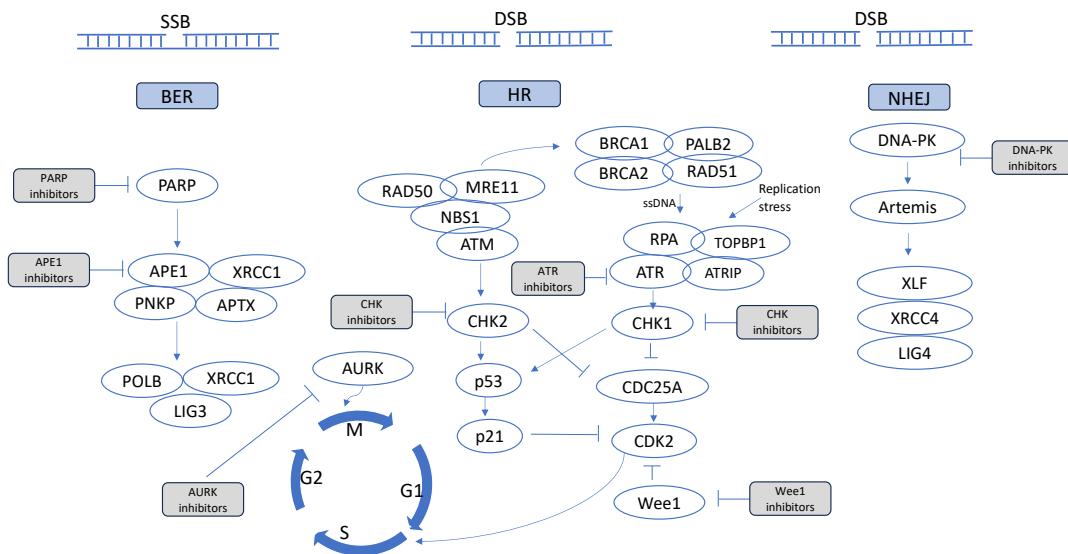 SSB
DSB
DSB
BER
HR
NHEJ
PARP
inhibitors
PARP
APE1
inhibitors
APE1
XRCC1
PNKP
APTX
POLB
XRCC1
LIG3
AURK
inhibitors
AURK
M
G1
S
G2
RAD50
MRE11
NBS1
ATM
CHK
inhibitors
CHK2
p53
p21
BRCA1
PALB2
BRCA2
RAD51
ssDNA
Replication
stress
RPA
TOPBP1
ATR
ATRIP
ATR
inhibitors
CHK1
CHK
inhibitors
CDC25A
CDK2
Wee1
Wee1
inhibitors
DNA-PK
DNA-PK
inhibitors
Artemis
XLF
XRCC4
LIG4